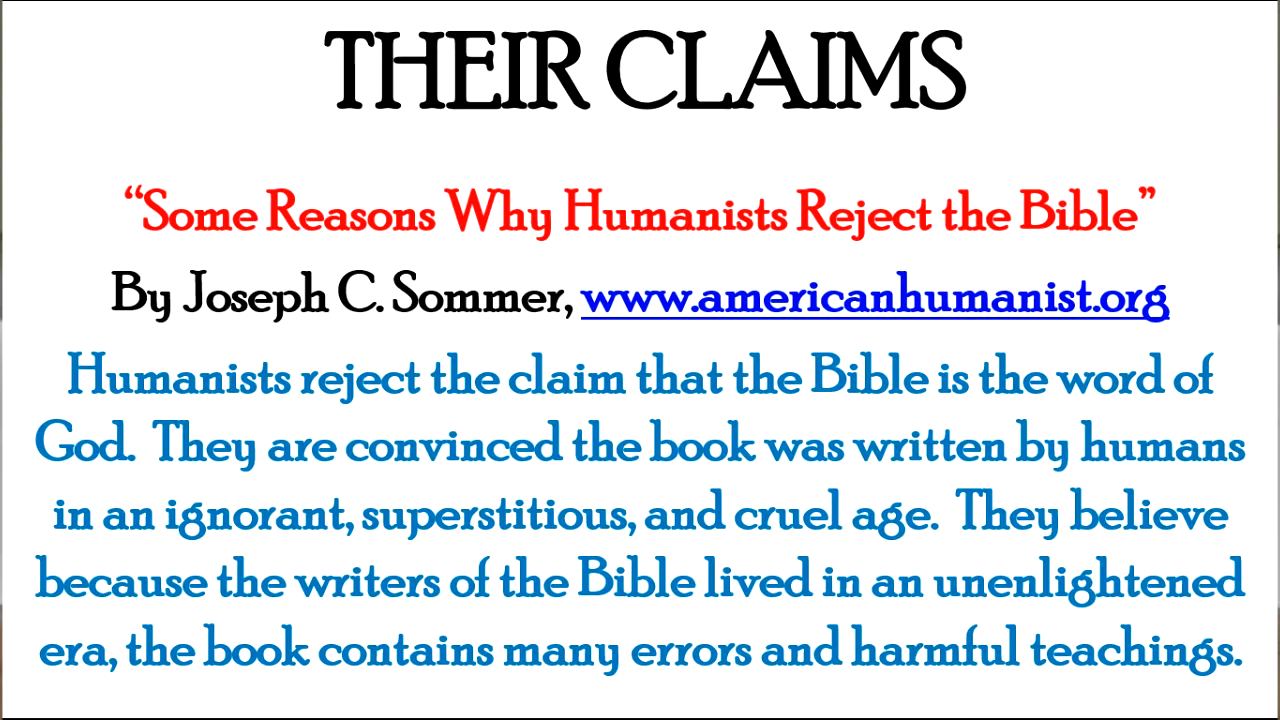 THEIR CLAIMS
“Some Reasons Why Humanists Reject the Bible”
By Joseph C. Sommer, www.americanhumanist.org
Humanists reject the claim that the Bible is the word of
God.  They are convinced the book was written by humans
in an ignorant, superstitious, and cruel age.  They believe
because the writers of the Bible lived in an unenlightened
era, the book contains many errors and harmful teachings.